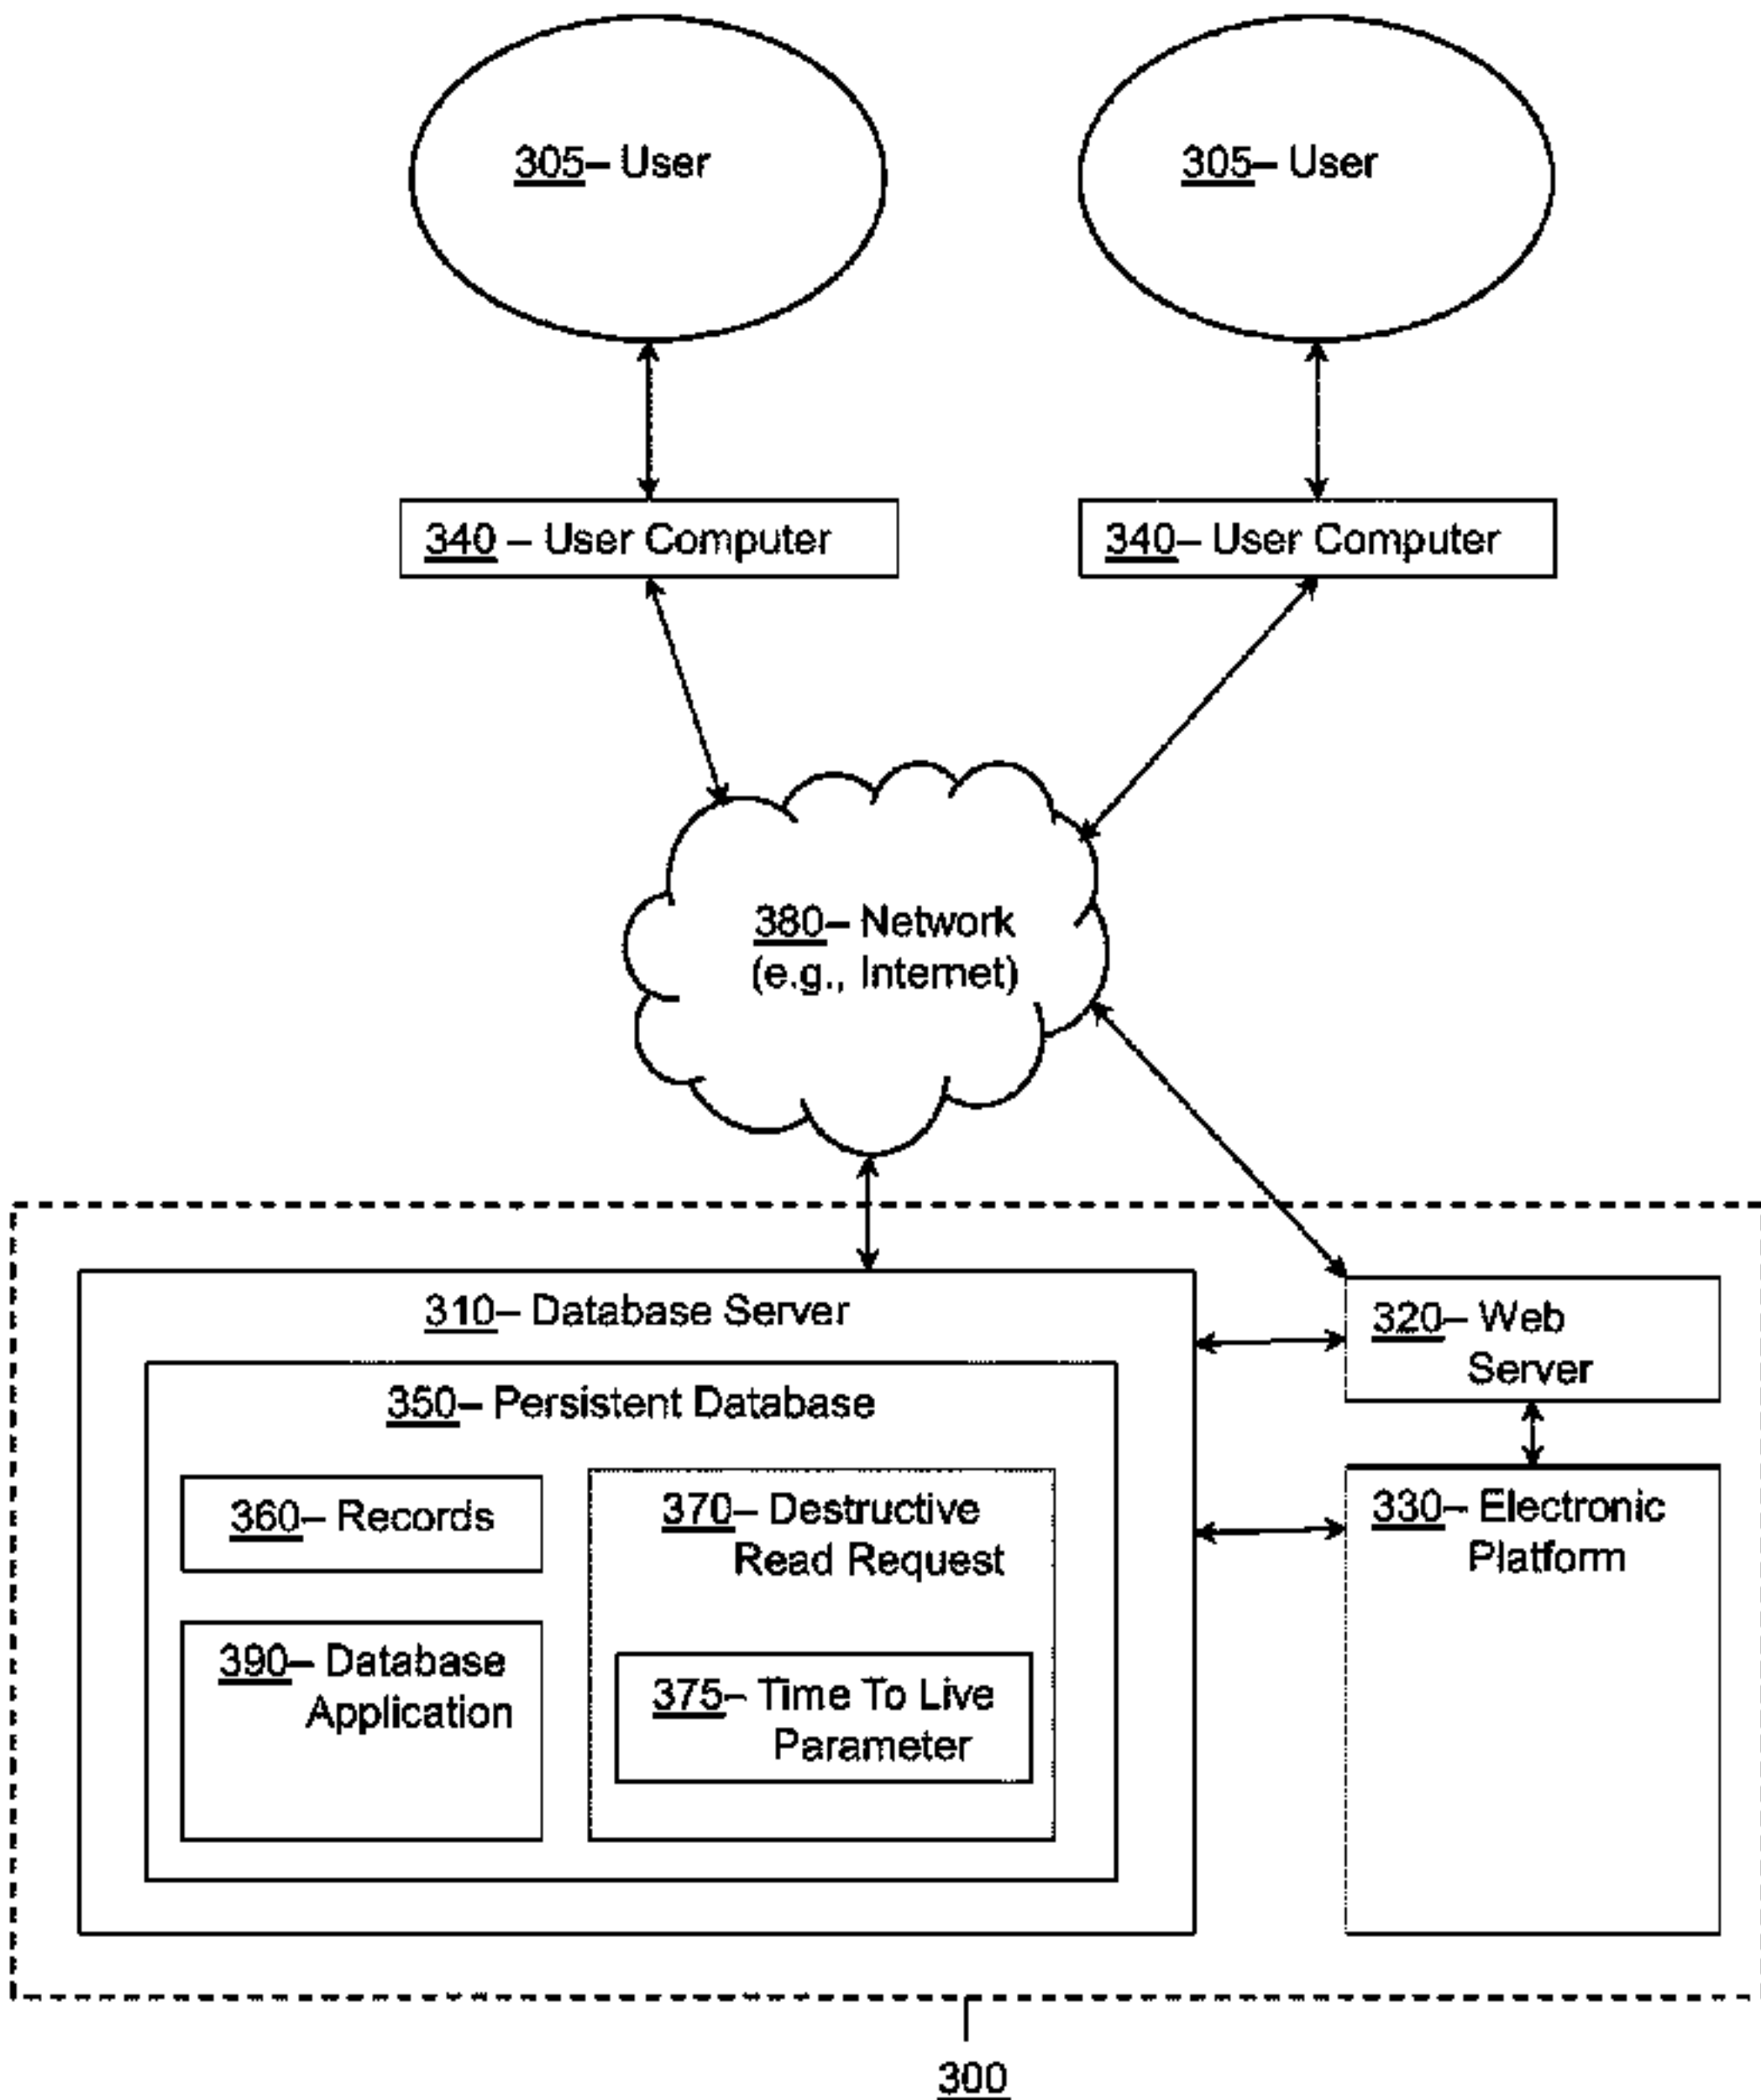 305– User
305– User
340 – User Computer
340– User Computer
380– Network
(e.g., Internet)
310– Database Server
320– Web
Server
350– Persistent Database
360– Records
370– Destructive
Read Request
330– Electronic
Platform
390– Database
Application
375– Time To Live
Parameter
300